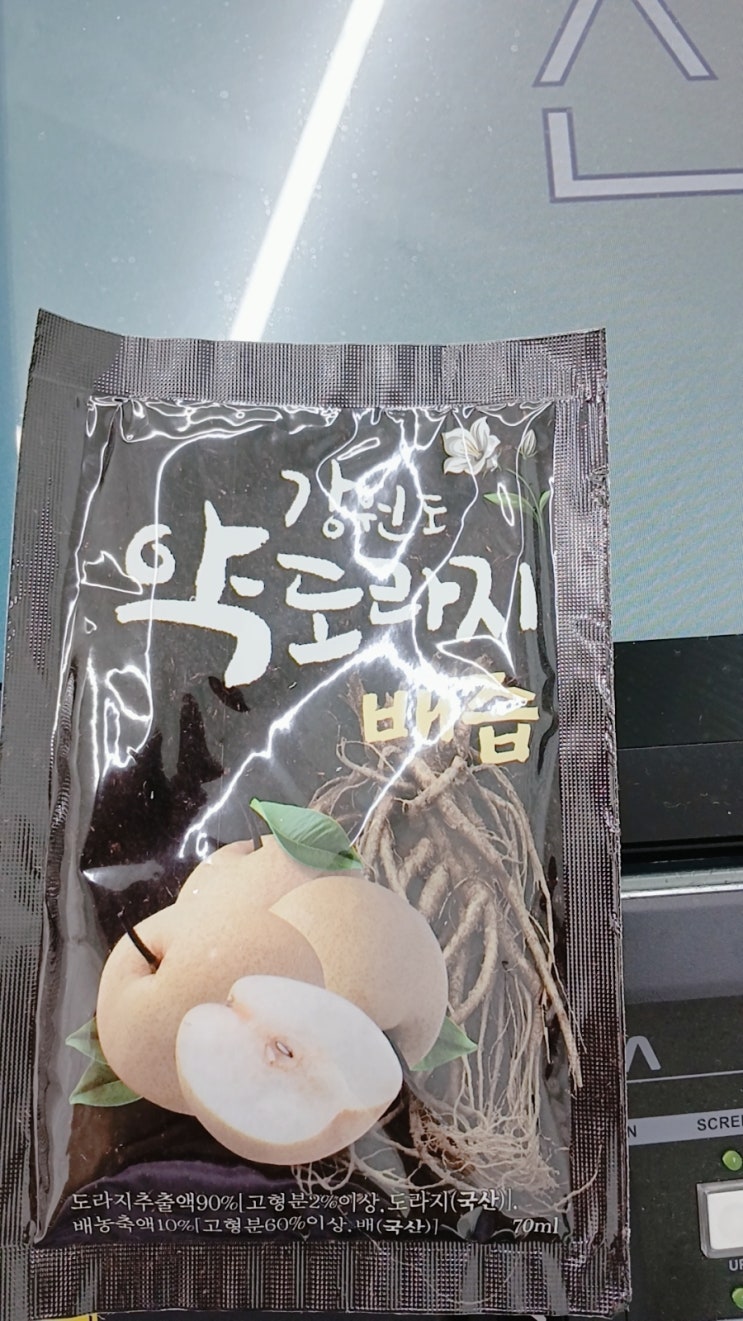 강원도
약도라지
배즙
도라지추출액90%[고형분2%이상.도라지(국산)].
배농축액10%[고형분60%이상.배(국산)]
70ml